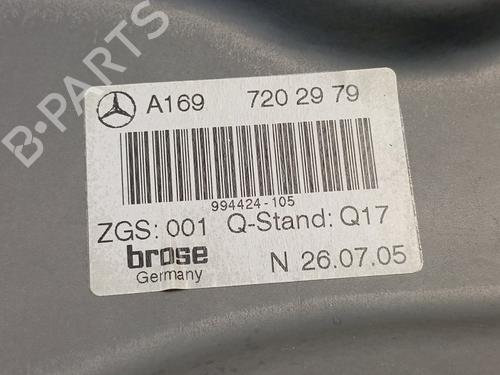 A169 720 29 79
994424-105
ZGS: 001 Q-Stand: Q17
brose
Germany
N 26.07.05
B-PARTS